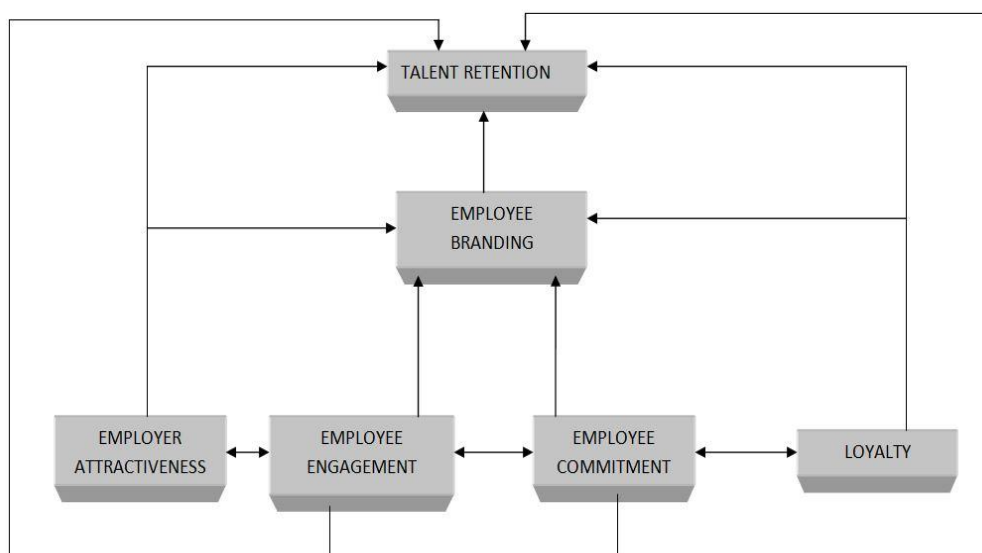 TALENT RETENTION
EMPLOYEE
BRANDING
EMPLOYER
ATTRACTIVENESS
EMPLOYEE
ENGAGEMENT
EMPLOYEE
COMMITMENT
LOYALTY